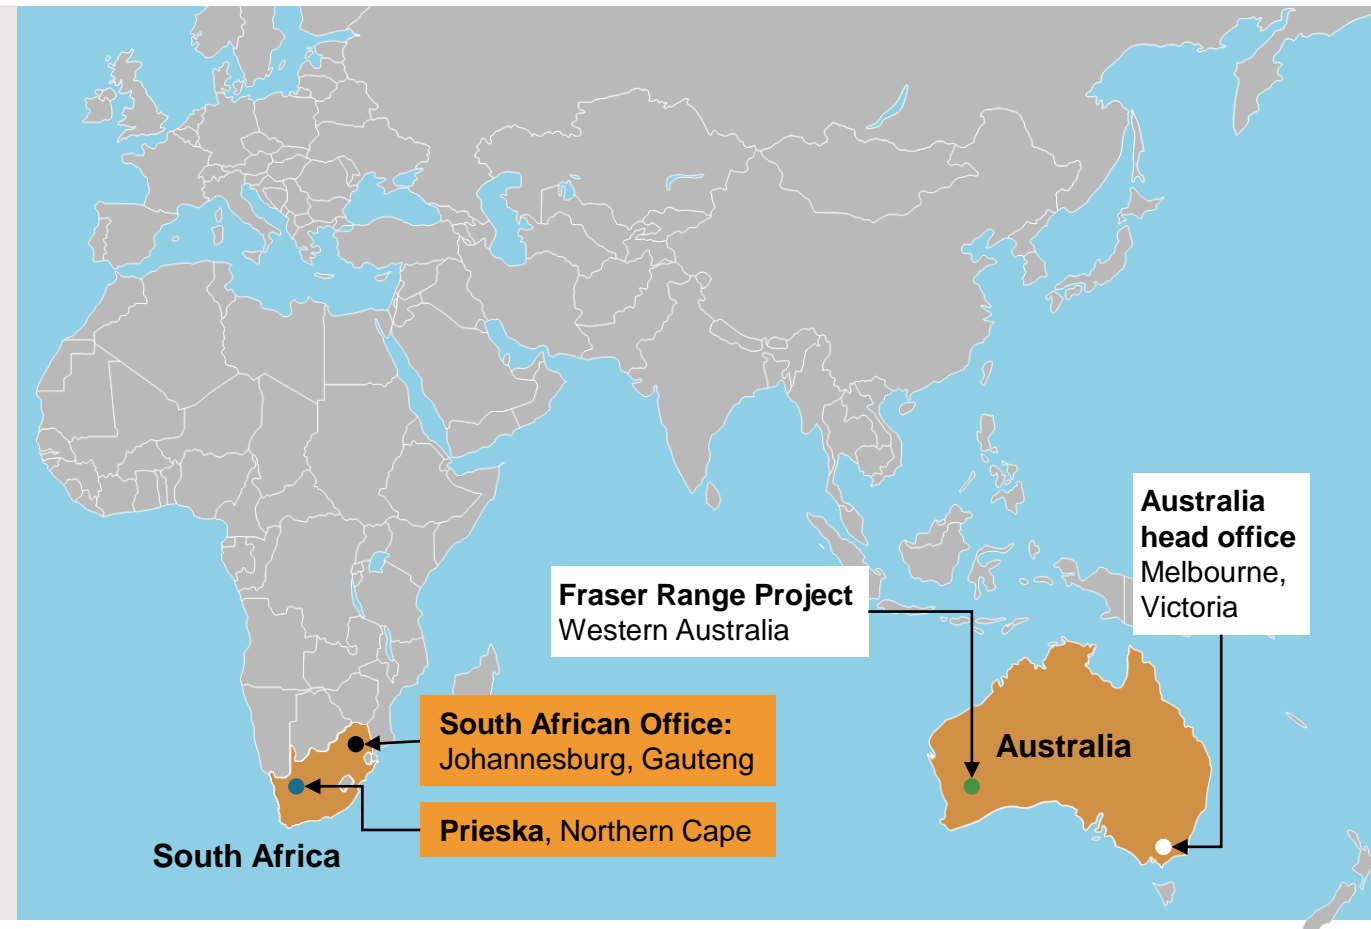 Australia
head office
Melbourne,
Victoria
Fraser Range Project
Western Australia
South African Office:
Johannesburg, Gauteng
Australia
Prieska, Northern Cape
South Africa